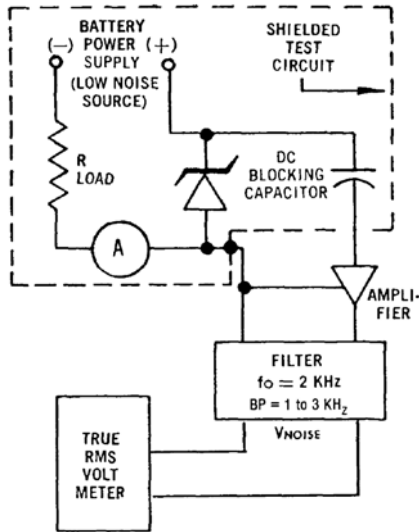 BATTERY
(-) POWER (+)
SUPPLY
(LOW NOISE
SOURCE)
SHIELDED
TEST
CIRCUIT
R
LOAD
DC
BLOCKING
CAPACITOR
A
AMPLI-
FIER
FILTER
fo = 2 KHz
BP = 1 to 3 KHz
VNOISE
TRUE
RMS
VOLT
METER